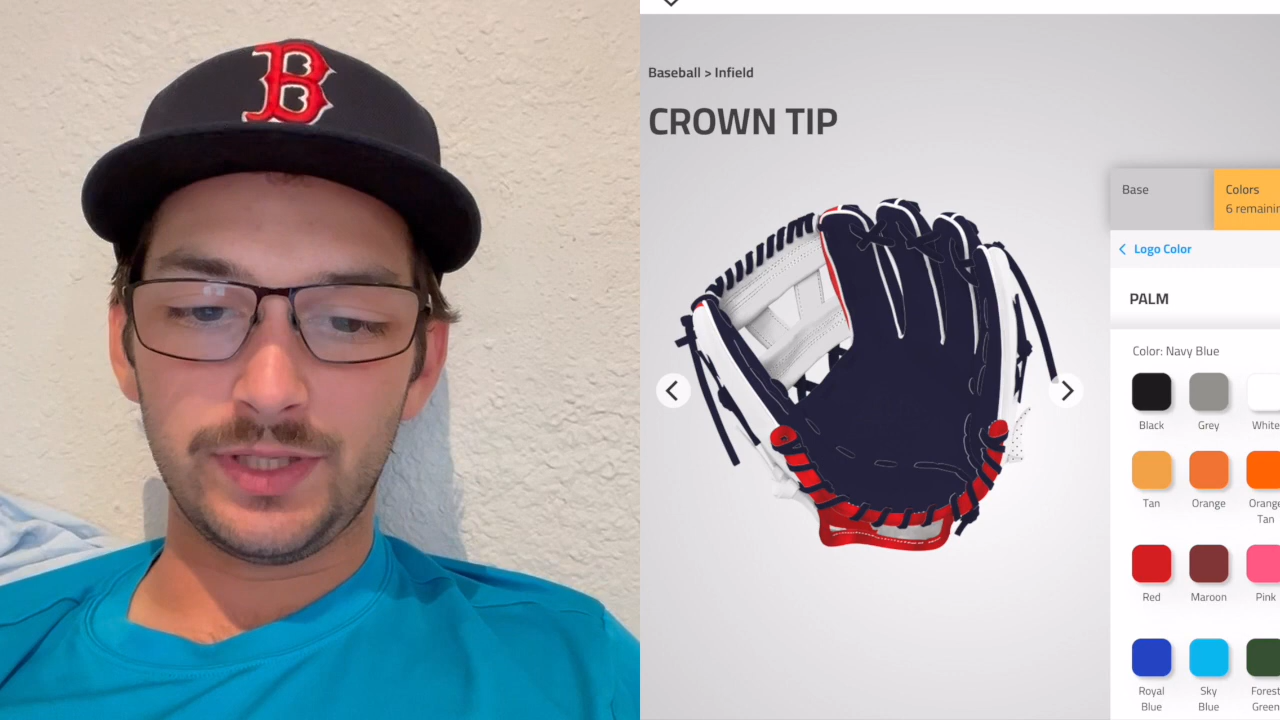 B
Baseball > Infield
CROWN TIP
Base
Colors
6 remainin
Logo Color
PALM
Color: Navy Blue
Black
Grey
White
Tan
Orange
Orange
Tan
Red
Maroon
Pink
Royal
Blue
Sky
Blue
Forest
Green